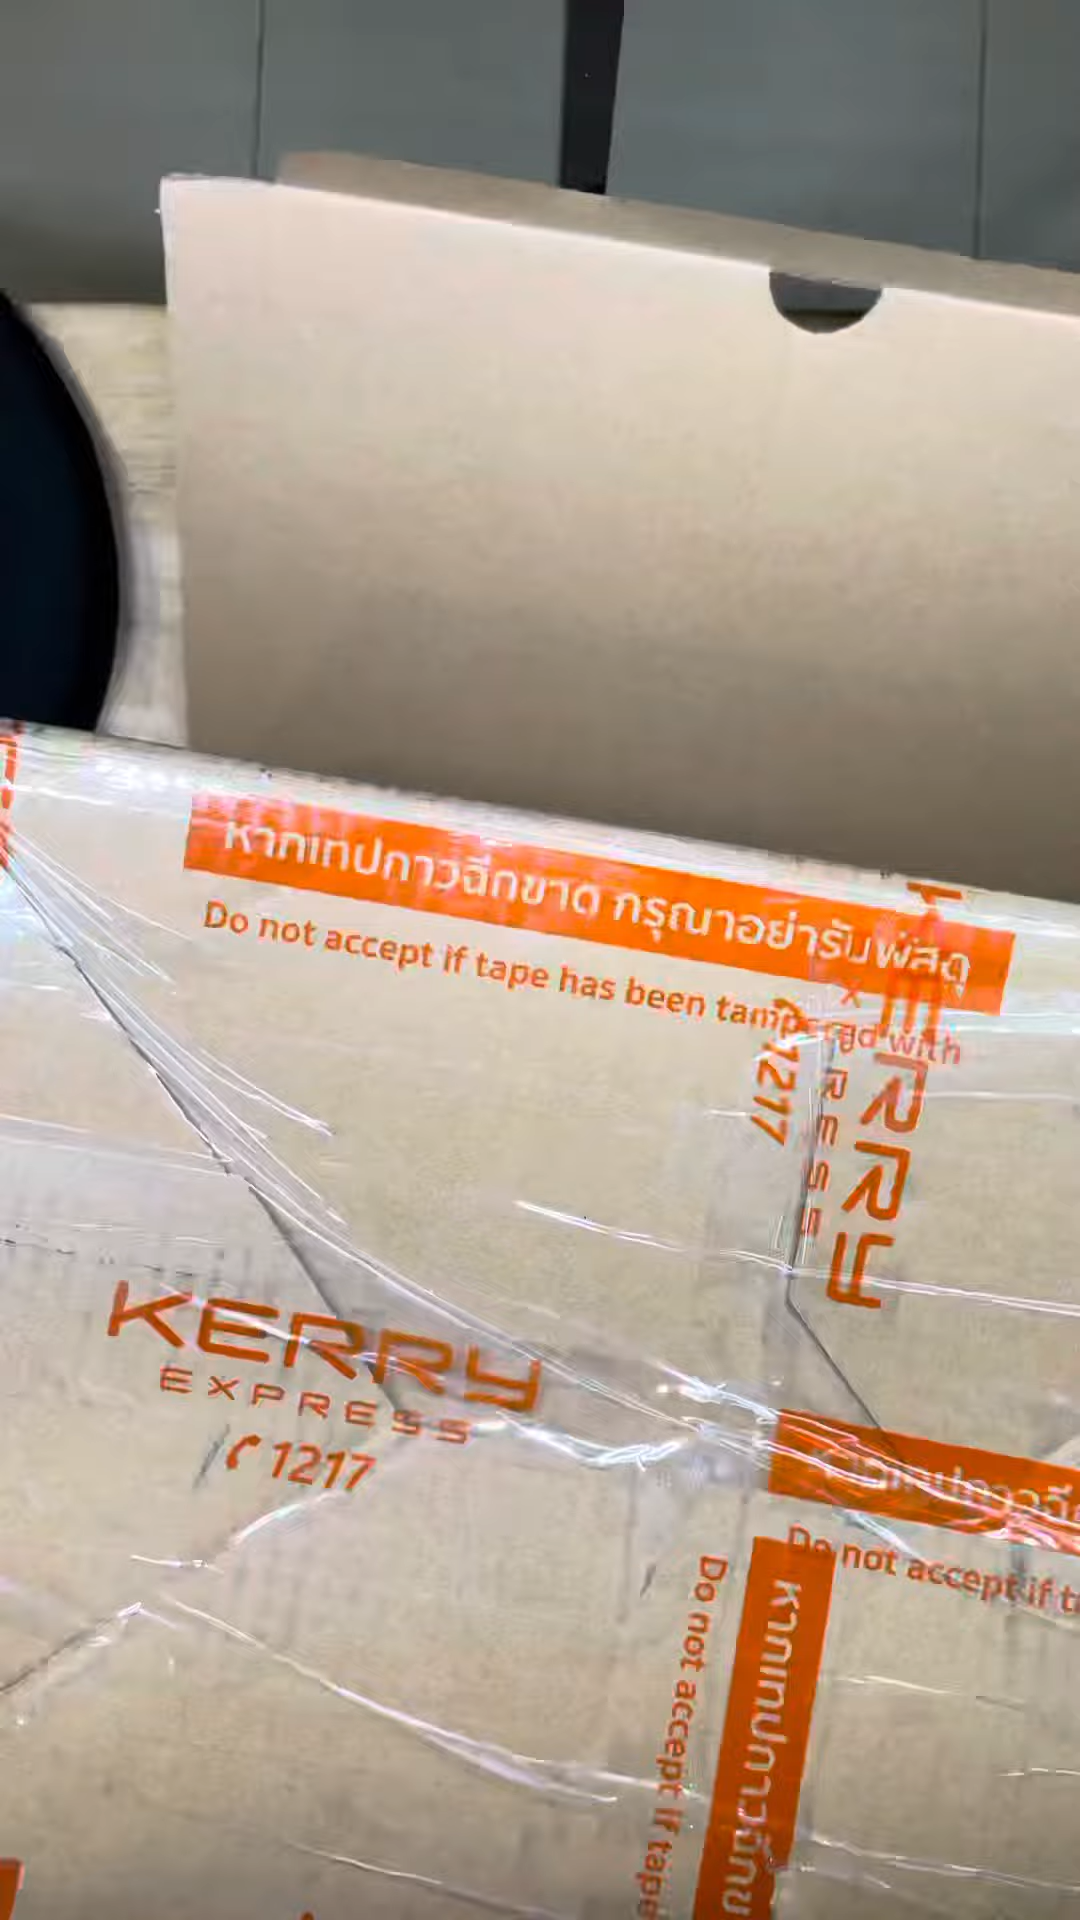 หากเทปกาวฉีกขาด กรุณาอย่ารับพัสดุ
Do not accept if tape has been tampered with
KERRY
EXPRESS
1217
KERRY
EXPRESS
1217
Do not accept if
หากเทปกาวฉีกข
Do not accept if tape